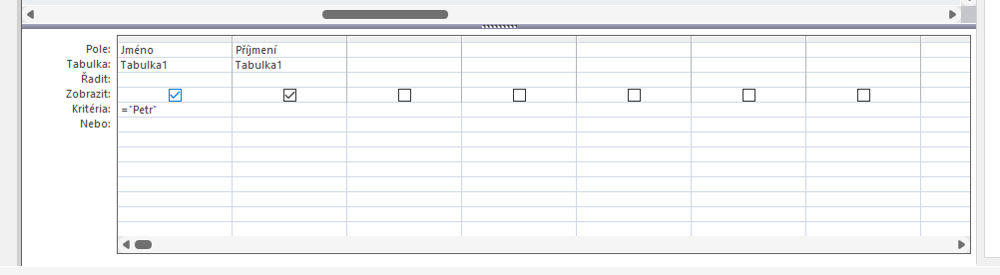 Pole: Jméno Příjmení
Tabulka: Tabulka1 Tabulka1
Řadit:
Zobrazit:
Kritéria: ="Petr"
Nebo: